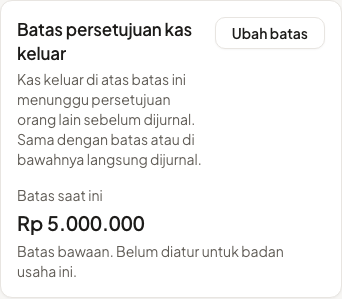 Batas persetujuan kas
keluar
Ubah batas
Kas keluar di atas batas ini
menunggu persetujuan
orang lain sebelum dijurnal.
Sama dengan batas atau di
bawahnya langsung dijurnal.
Batas saat ini
Rp 5.000.000
Batas bawaan. Belum diatur untuk badan
usaha ini.